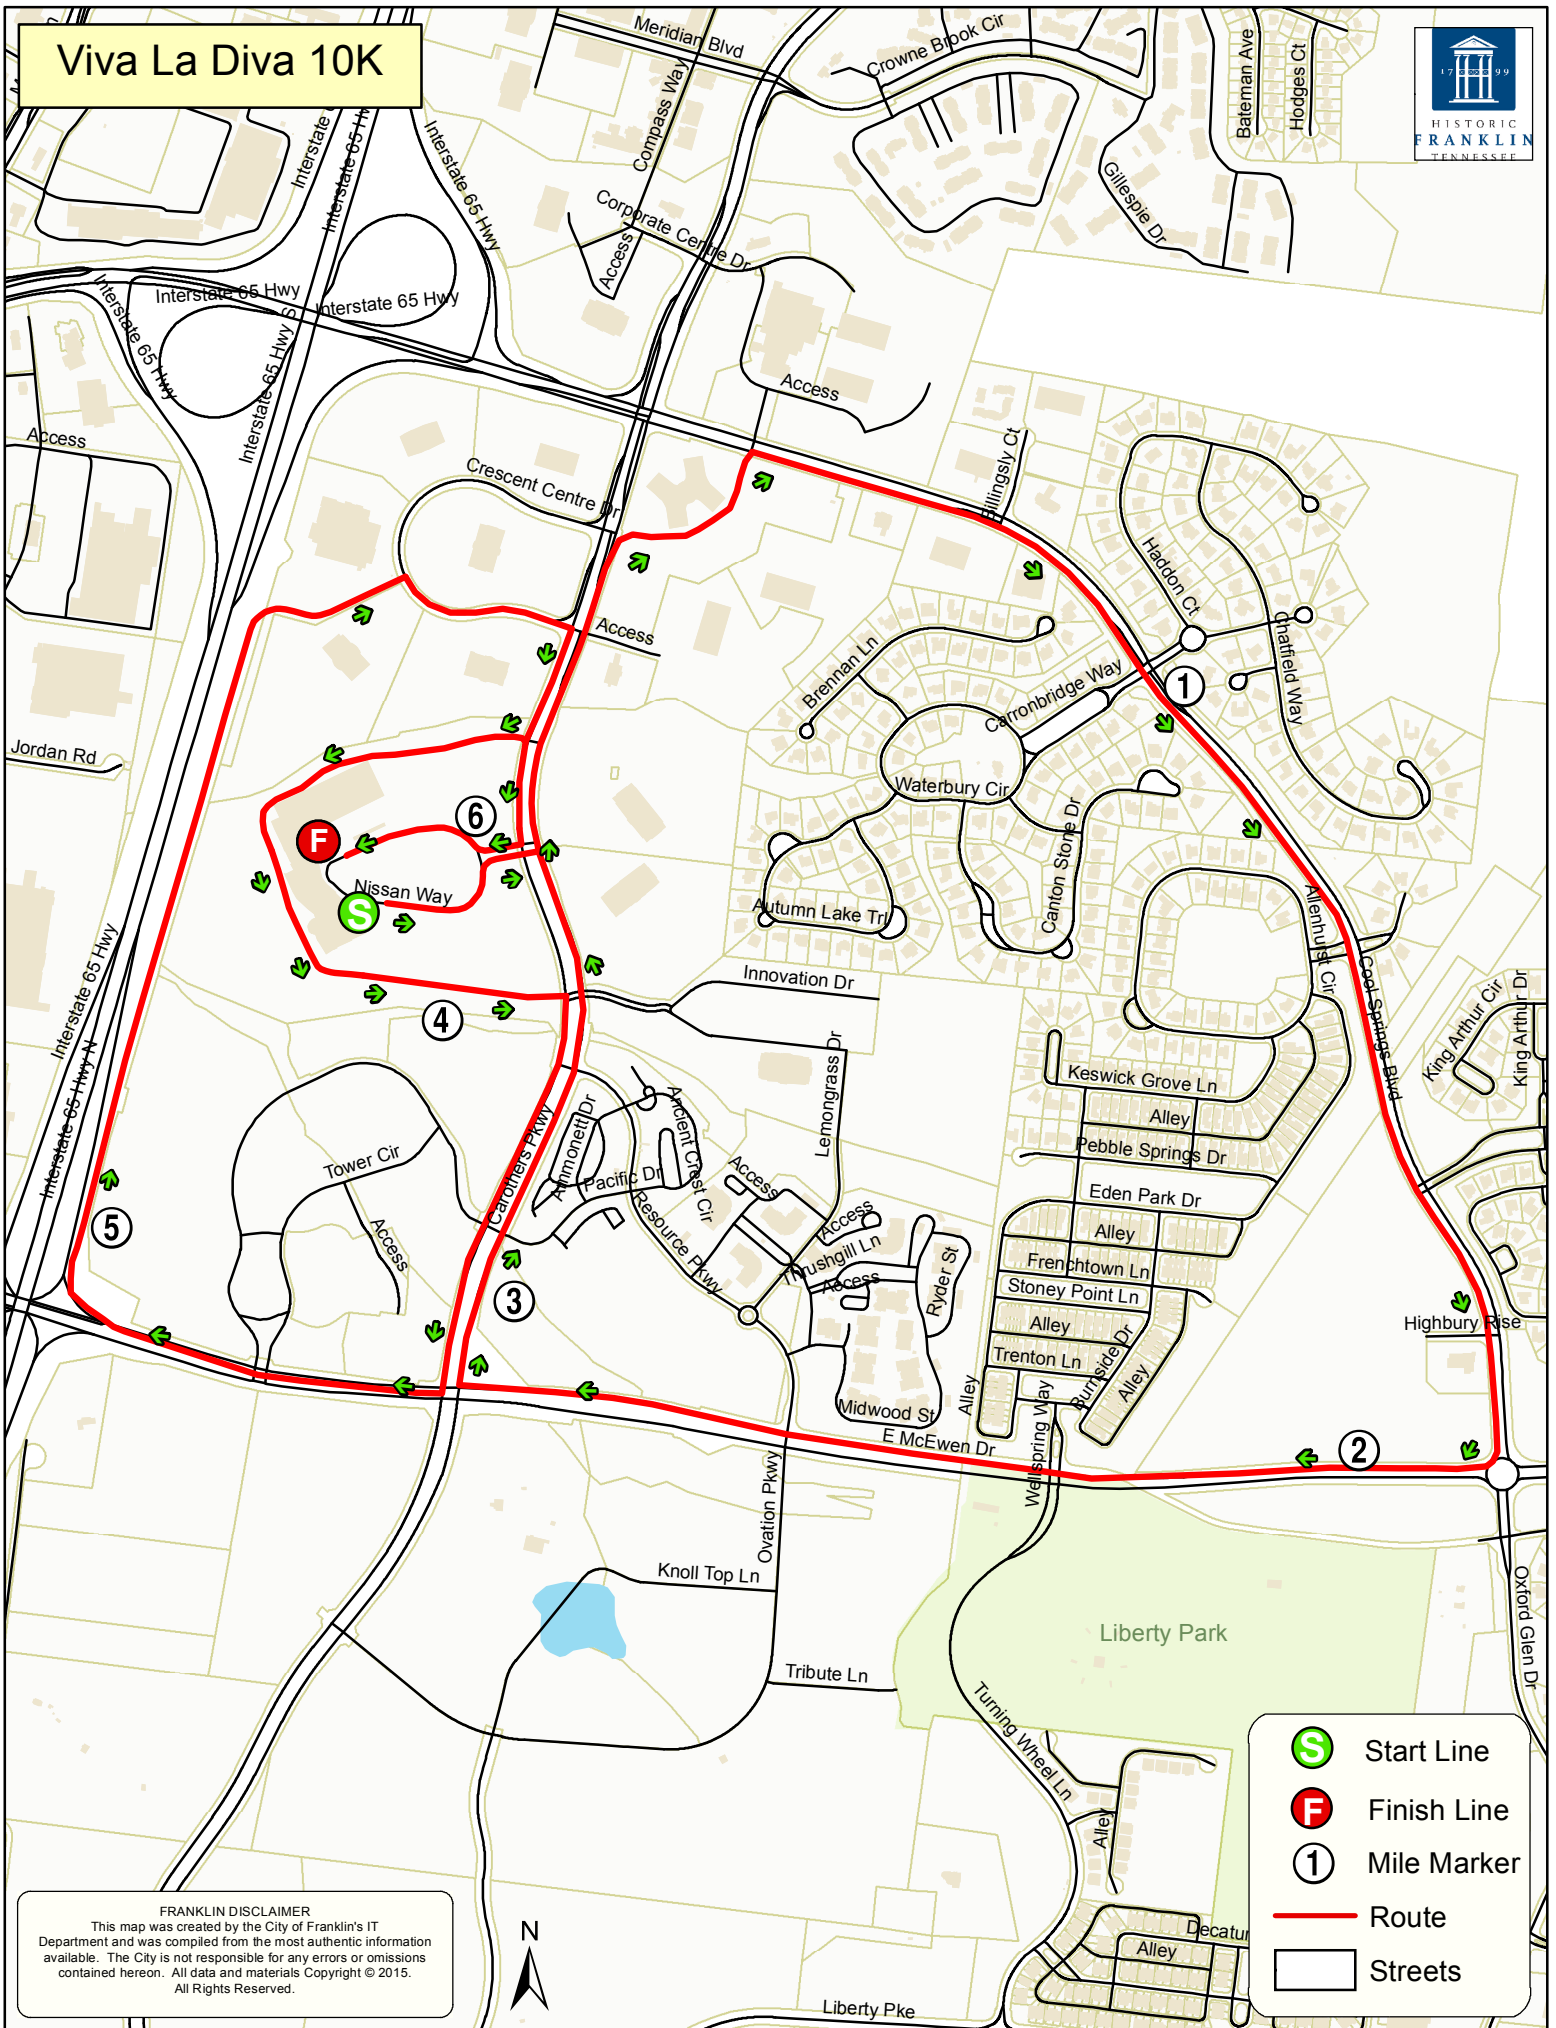 Viva La Diva 10K
Meridian Blvd
Crowne Brook Cir
Bateman Ave
Hodges Ct
17 99
HISTORIC
FRANKLIN
TENNESSEE
Compass Way
Interstate 65 Hwy
Interstate 65 Hwy
Gillespie Dr
Corporate Centre Dr
Access
Interstate 65 Hwy
Interstate 65 Hwy
Interstate 65 Hwy
Interstate 65 Hwy S
Access
Access
Crescent Centre Dr
Billingsly Ct
Haddon Ct
Chatfield Way
Access
Brennan Ln
Carronbridge Way
1
Jordan Rd
Waterbury Cir
6
F
Canton Stone Dr
Nissan Way
S
Autumn Lake Trl
Allenhurst Cir
Cool Springs Blvd
Interstate 65 Hwy
Innovation Dr
King Arthur Cir
King Arthur Dr
4
Interstate 65 Hwy N
Lemongrass Dr
Keswick Grove Ln
Alley
Ammonett Dr
Ancient Crest Cir
Carothers Pkwy
Pebble Springs Dr
Tower Cir
Pacific Dr
Access
Eden Park Dr
5
Access
Resource Pkwy
Access
Alley
Thrushgill Ln
Access
Ryder St
Frenchtown Ln
Stoney Point Ln
3
Alley
Highbury Rise
Trenton Ln
Burnside Dr
Alley
Alley
Midwood St
Wellspring Way
E McEwen Dr
2
Ovation Pkwy
Knoll Top Ln
Oxford Glen Dr
Liberty Park
Tribute Ln
Turning Wheel Ln
Alley
S Start Line
F Finish Line
1 Mile Marker
Route
Streets
Decatur
Alley
Liberty Pke
N
FRANKLIN DISCLAIMER
This map was created by the City of Franklin's IT
Department and was compiled from the most authentic information
available. The City is not responsible for any errors or omissions
contained hereon. All data and materials Copyright © 2015.
All Rights Reserved.